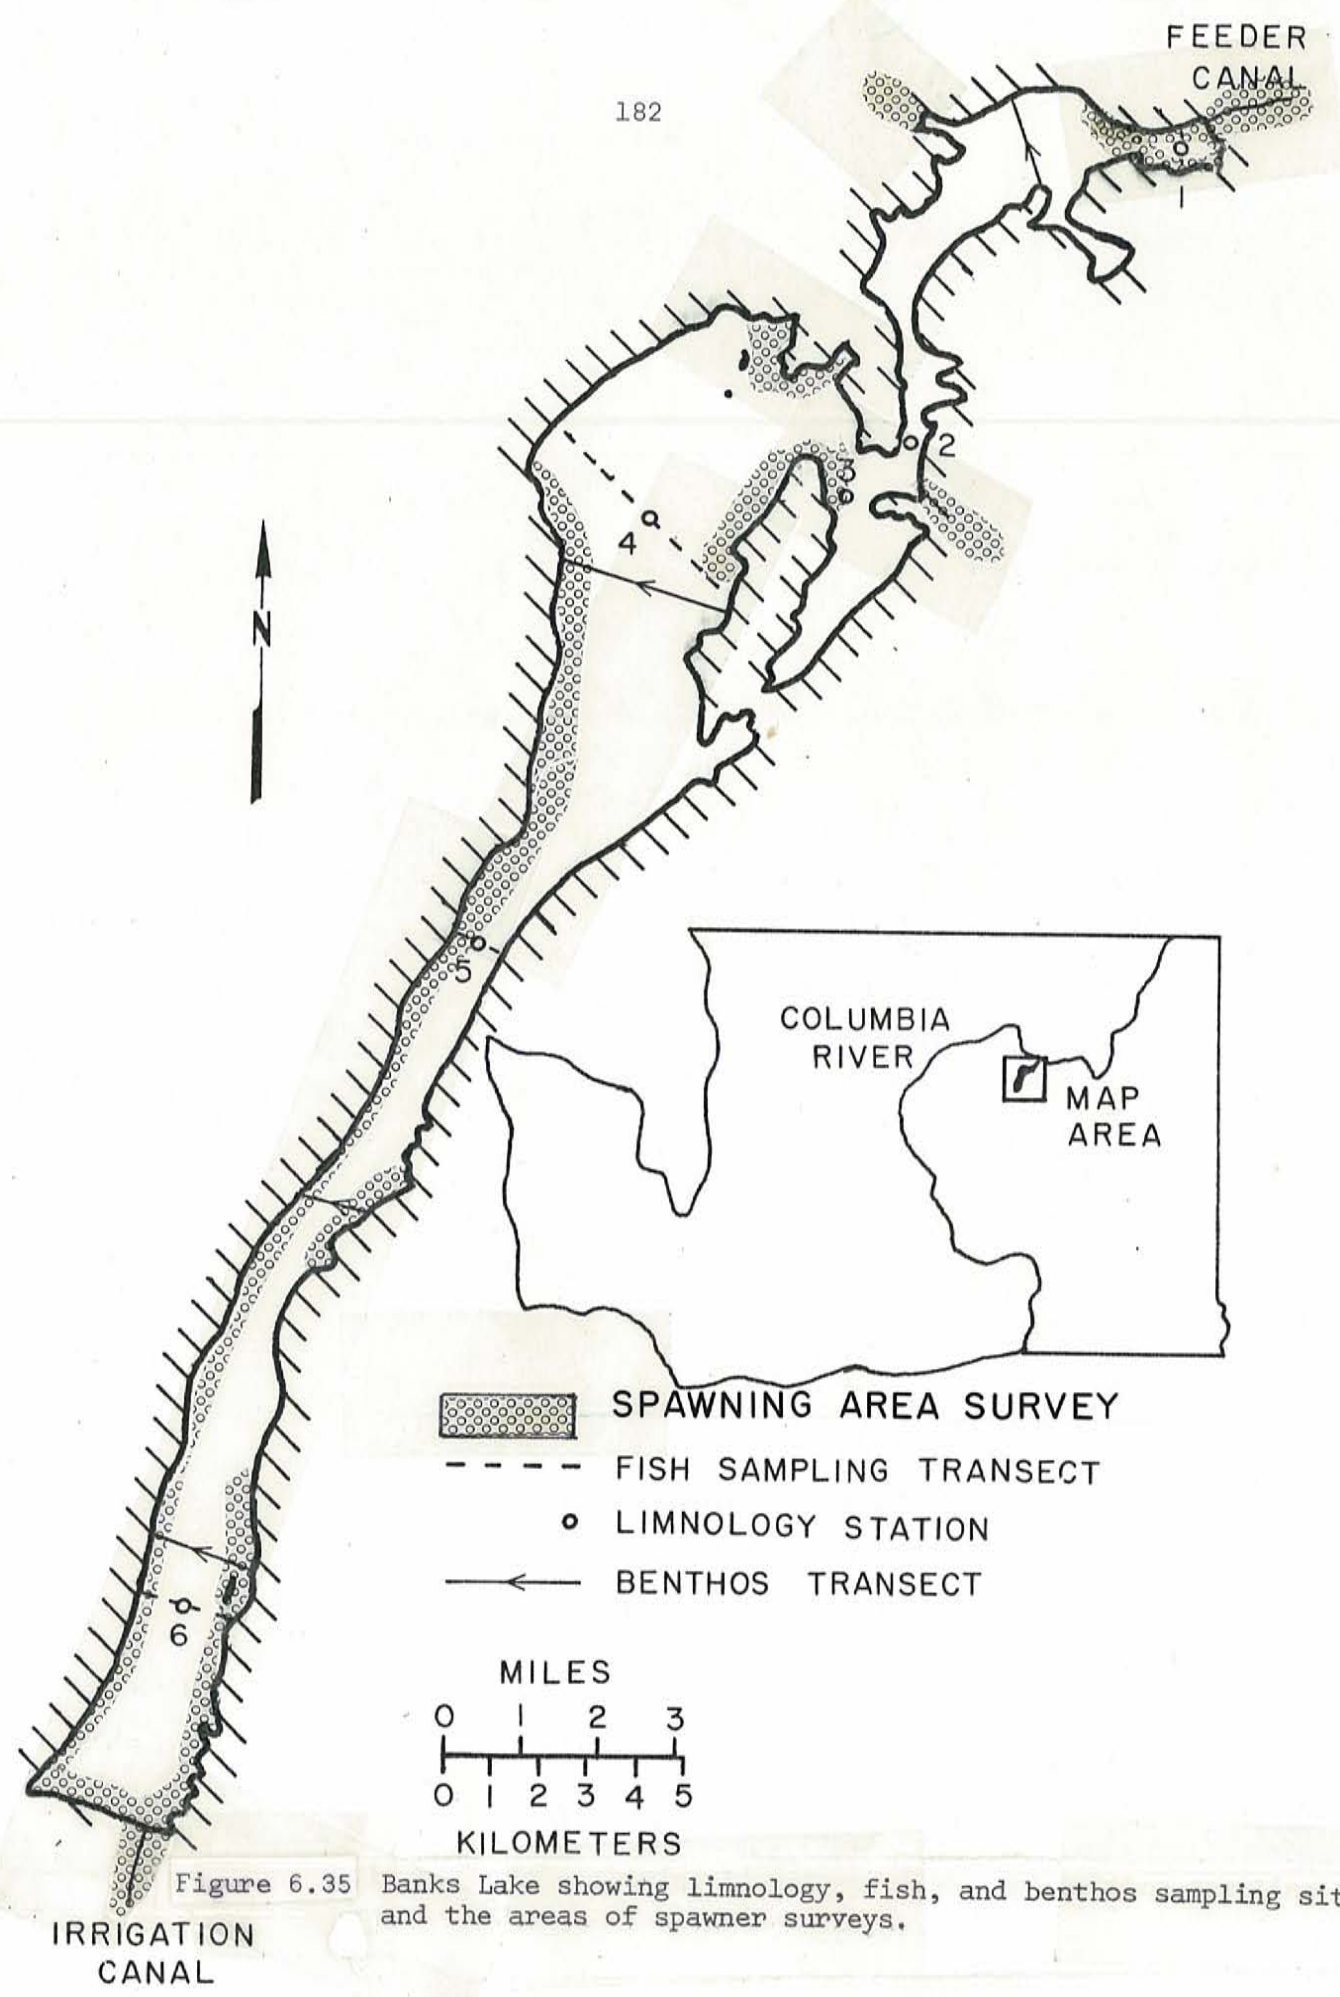 FEEDER
CANAL
182
1
2
3
4
N
5
COLUMBIA
RIVER
MAP
AREA
SPAWNING AREA SURVEY
FISH SAMPLING TRANSECT
LIMNOLOGY STATION
BENTHOS TRANSECT
6
MILES
0 1 2 3
0 1 2 3 4 5
KILOMETERS
Figure 6.35 Banks Lake showing limnology, fish, and benthos sampling sit
and the areas of spawner surveys.
IRRIGATION
CANAL